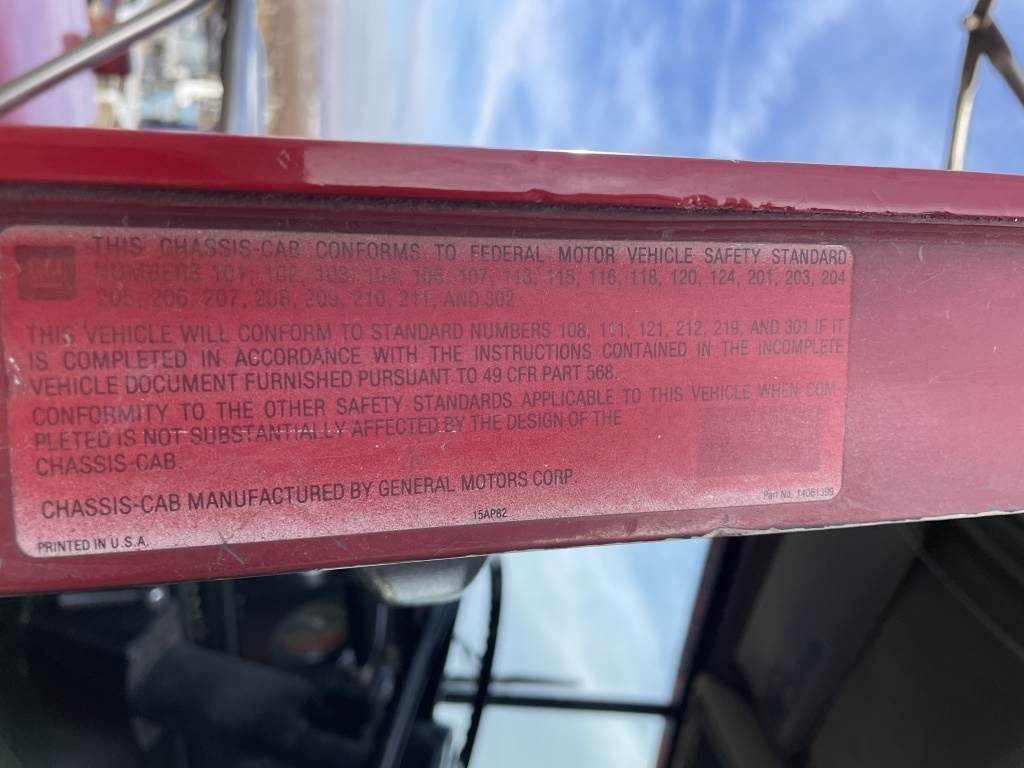 GM
THIS CHASSIS-CAB CONFORMS TO FEDERAL MOTOR VEHICLE SAFETY STANDARD
NUMBERS 101, 102, 103, 104, 106, 107, 113, 115, 116, 118, 120, 124, 201, 203, 204
205, 206, 207, 208, 209, 210, 211, AND 302
THIS VEHICLE WILL CONFORM TO STANDARD NUMBERS 108, 111, 121, 212, 219, AND 301 IF IT
IS COMPLETED IN ACCORDANCE WITH THE INSTRUCTIONS CONTAINED IN THE INCOMPLETE
VEHICLE DOCUMENT FURNISHED PURSUANT TO 49 CFR PART 568.
CONFORMITY TO THE OTHER SAFETY STANDARDS APPLICABLE TO THIS VEHICLE WHEN COM-
PLETED IS NOT SUBSTANTIALLY AFFECTED BY THE DESIGN OF THE
CHASSIS-CAB.
CHASSIS-CAB MANUFACTURED BY GENERAL MOTORS CORP.
Part No. 14061399
15AP82
PRINTED IN U.S.A.